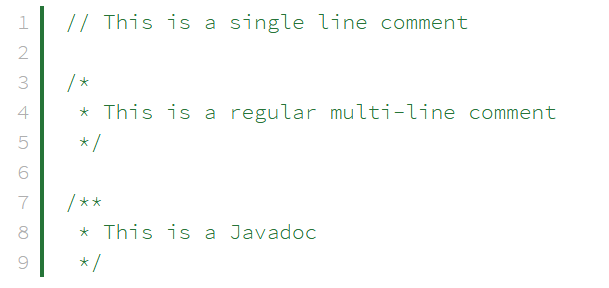 1 // This is a single line comment
2
3 /*
4  * This is a regular multi-line comment
5  */
6
7 /**
8  * This is a Javadoc
9  */